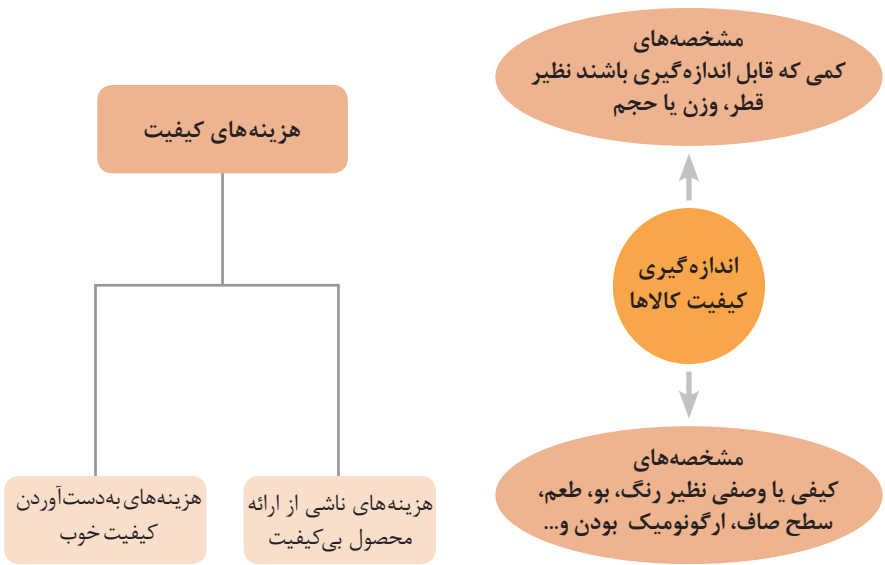 مشخصه‌های
کمی که قابل اندازه‌گیری باشند نظیر
قطر، وزن یا حجم
اندازه‌گیری
کیفیت کالاها
مشخصه‌های
کیفی یا وصفی نظیر رنگ، بو، طعم،
سطح صاف، ارگونومیک بودن و...
هزینه‌های کیفیت
هزینه‌های ناشی از ارائه
محصول بی‌کیفیت
هزینه‌های به‌دست‌آوردن
کیفیت خوب